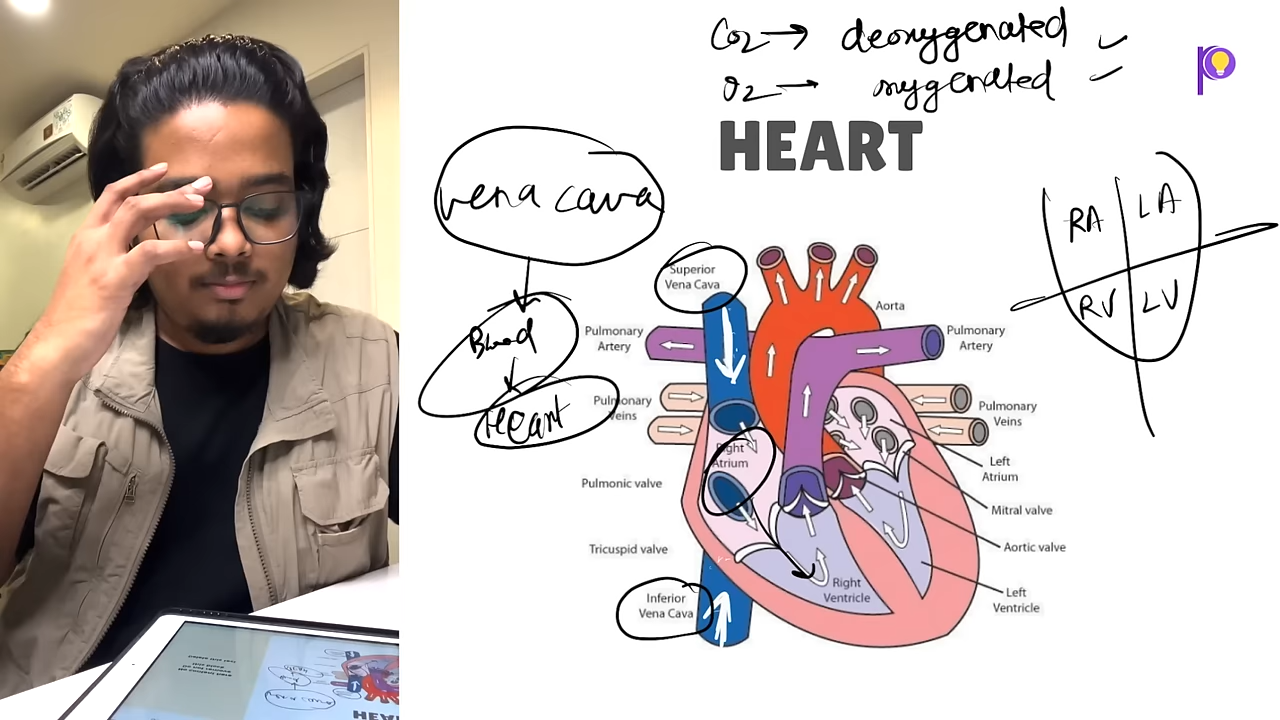 CO2 → deoxygenated ✓
O2 → oxygenated ✓
HEART
vena cava
Blood
Heart
RA
LA
RV
LV
Superior
Vena Cava
Aorta
Pulmonary
Artery
Pulmonary
Artery
Pulmonary
Veins
Pulmonary
Veins
Right
Atrium
Left
Atrium
Pulmonic valve
Mitral valve
Tricuspid valve
Aortic valve
Right
Ventricle
Left
Ventricle
Inferior
Vena Cava